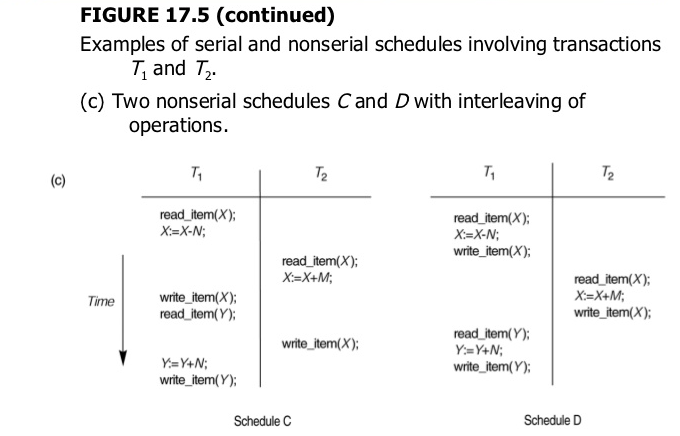 FIGURE 17.5 (continued)
Examples of serial and nonserial schedules involving transactions
T1 and T2.
(c) Two nonserial schedules C and D with interleaving of
operations.
(c)
T1
T2
read_item(X);
X:=X-N;
read_item(X);
X:=X+M;
Time
write_item(X);
read_item(Y);
write_item(X);
Y:=Y+N;
write_item(Y);
Schedule C
T1
T2
read_item(X);
X:=X-N;
write_item(X);
read_item(X);
X:=X+M;
write_item(X);
read_item(Y);
Y:=Y+N;
write_item(Y);
Schedule D